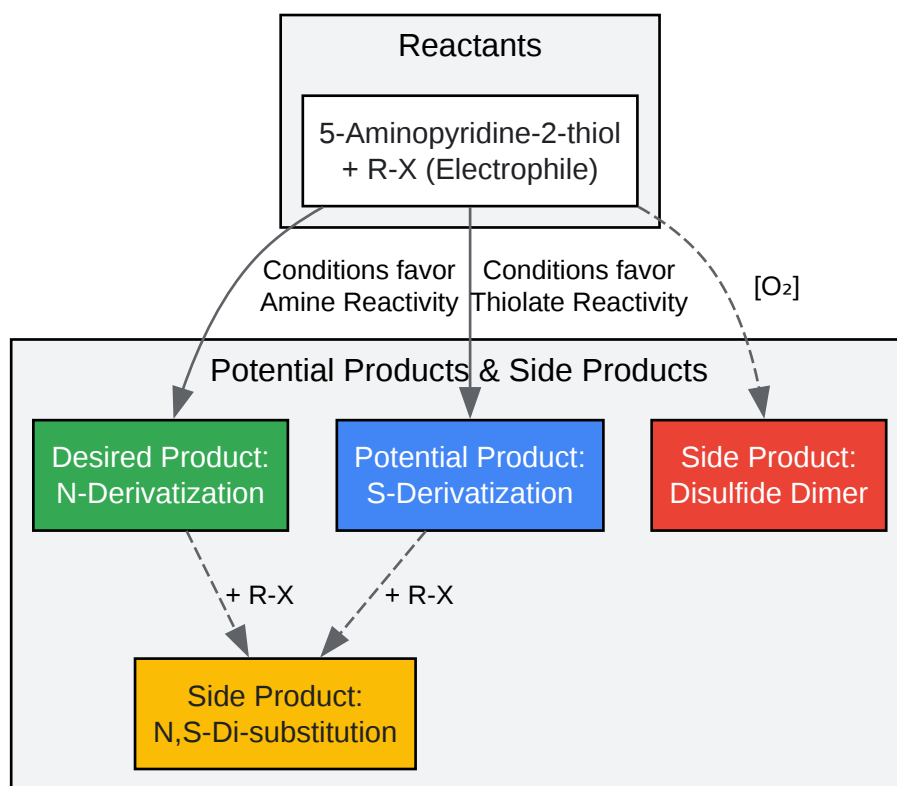 Reactants
5-Aminopyridine-2-thiol
+ R-X (Electrophile)
Conditions favor
Amine Reactivity
Conditions favor
Thiolate Reactivity
[O₂]
Potential Products & Side Products
Desired Product:
N-Derivatization
Potential Product:
S-Derivatization
Side Product:
Disulfide Dimer
+ R-X
+ R-X
Side Product:
N,S-Di-substitution